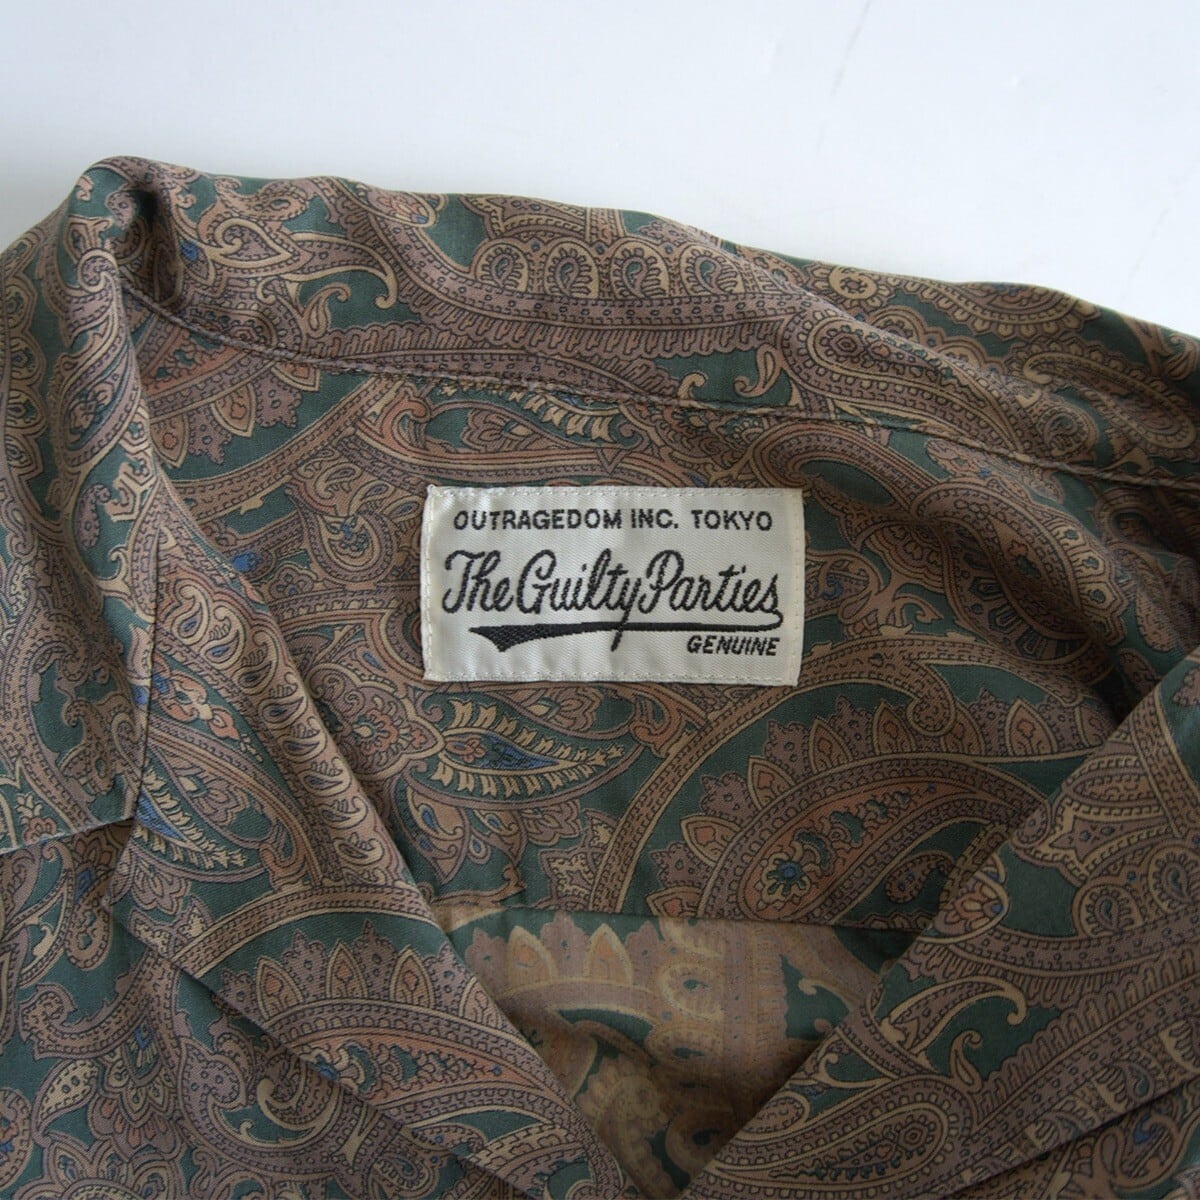 OUTRAGEDOM INC. TOKYO
The Guilty Parties
GENUINE